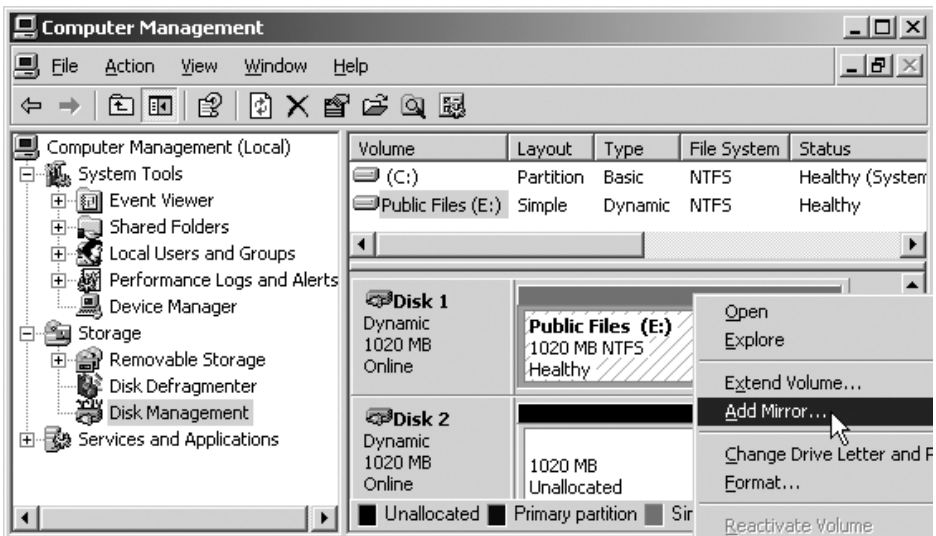 Computer Management
File Action View Window Help
Computer Management (Local)
System Tools
Event Viewer
Shared Folders
Local Users and Groups
Performance Logs and Alerts
Device Manager
Storage
Removable Storage
Disk Defragmenter
Disk Management
Services and Applications
Volume Layout Type File System Status
(C:) Partition Basic NTFS Healthy (System
Public Files (E:) Simple Dynamic NTFS Healthy
Disk 1
Dynamic
1020 MB
Online
Public Files (E:)
1020 MB NTFS
Healthy
Disk 2
Dynamic
1020 MB
Online
1020 MB
Unallocated
Unallocated Primary partition
Open
Explore
Extend Volume...
Add Mirror...
Change Drive Letter and
Format...
Reactivate Volume